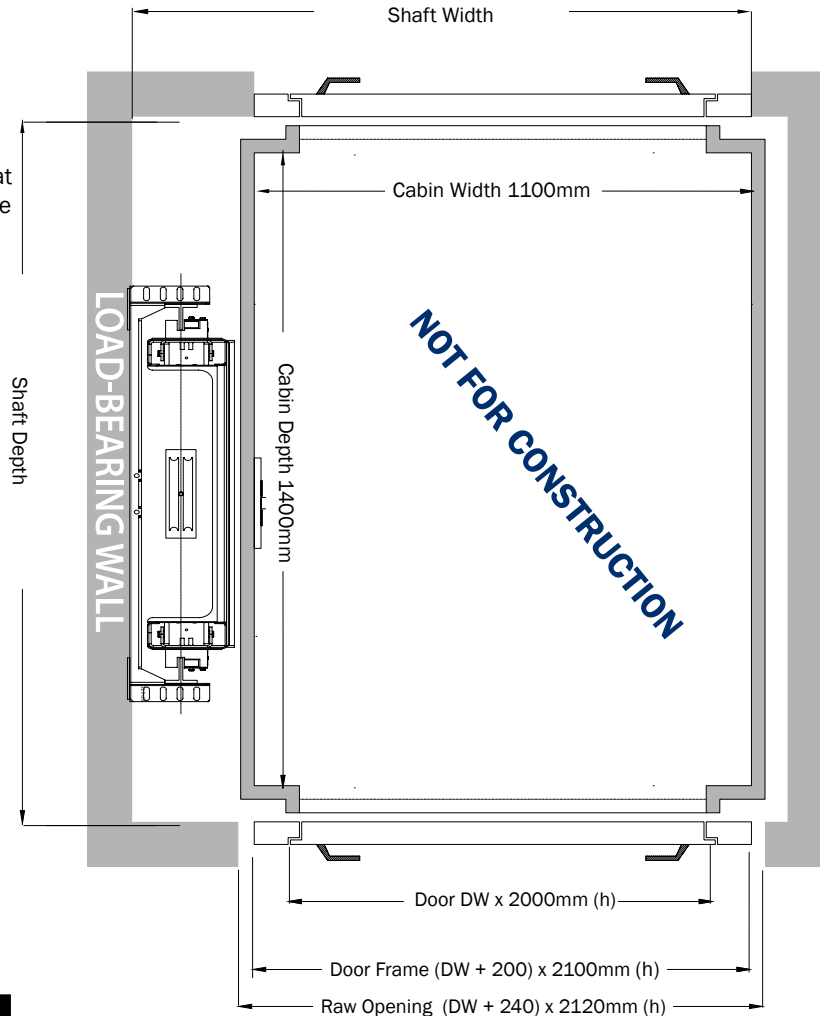 Shaft Width
at
e
Cabin Width 1100mm
LOAD-BEARING WALL
NOT FOR CONSTRUCTION
Shaft Depth
Cabin Depth 1400mm
Door DW x 2000mm (h)
Door Frame (DW + 200) x 2100mm (h)
Raw Opening (DW + 240) x 2120mm (h)